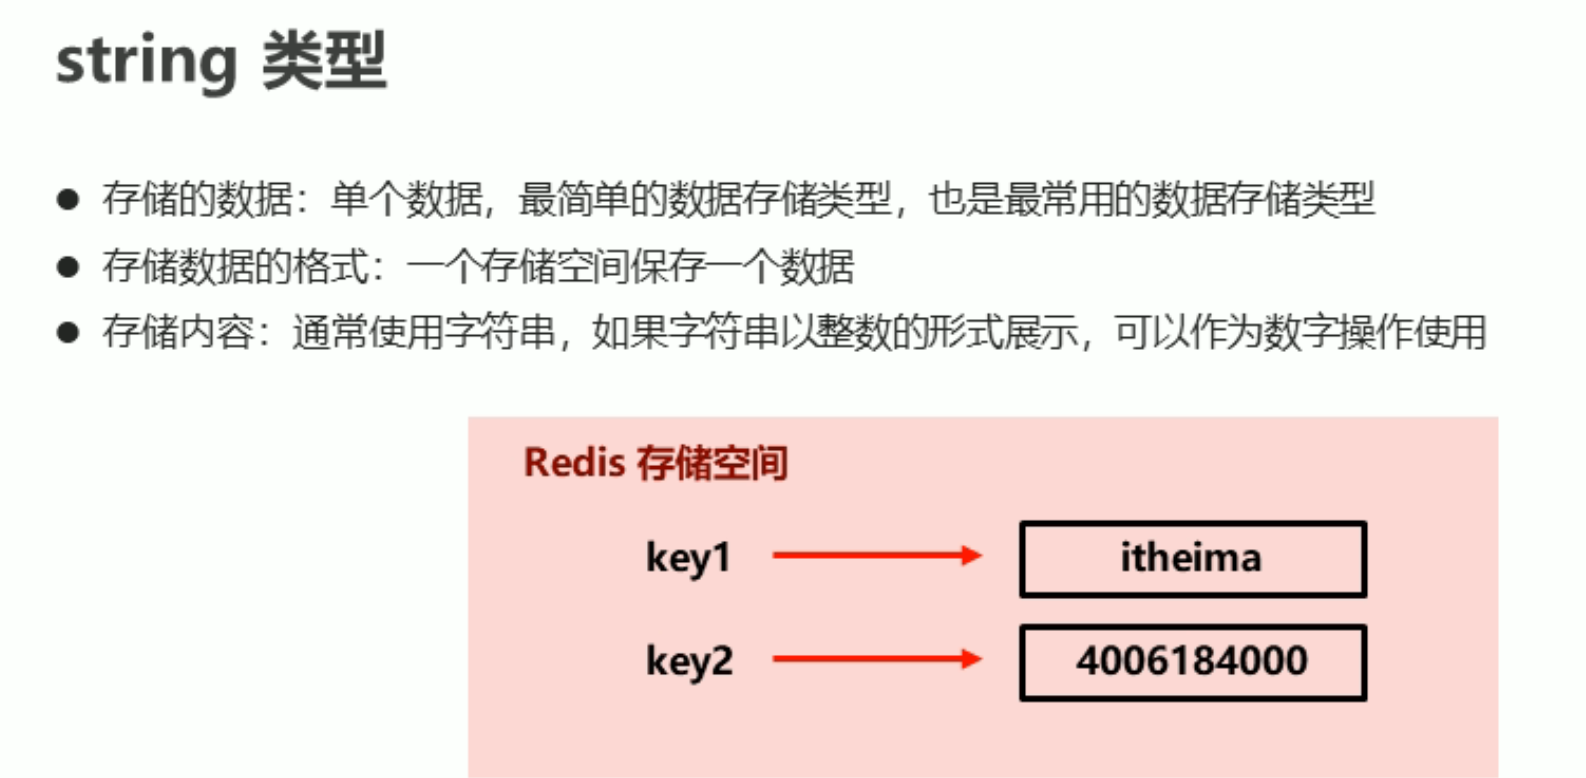 string 类型
● 存储的数据：单个数据，最简单的数据存储类型，也是最常用的数据存储类型
● 存储数据的格式：一个存储空间保存一个数据
● 存储内容：通常使用字符串，如果字符串以整数的形式展示，可以作为数字操作使用
Redis 存储空间
key1 itheima
key2 4006184000